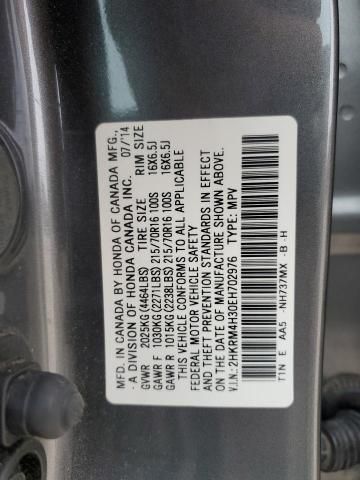 MFD. IN CANADA BY HONDA OF CANADA MFG.,
- A DIVISION OF HONDA CANADA INC. 07/'14
GVWR 2025KG (4464LBS) TIRE SIZE RIM SIZE
GAWR F 1030KG (2271LBS) 215/70R16 100S 16X6.5J
GAWR R 1015KG (2238LBS) 215/70R16 100S 16X6.5J
THIS VEHICLE CONFORMS TO ALL APPLICABLE
FEDERAL MOTOR VEHICLE SAFETY
AND THEFT PREVENTION STANDARDS IN EFFECT
ON THE DATE OF MANUFACTURE SHOWN ABOVE.
V.I.N.: 2HKRM4H30EH702976 TYPE: MPV
T1N E AA5 -NH737MX -B -H